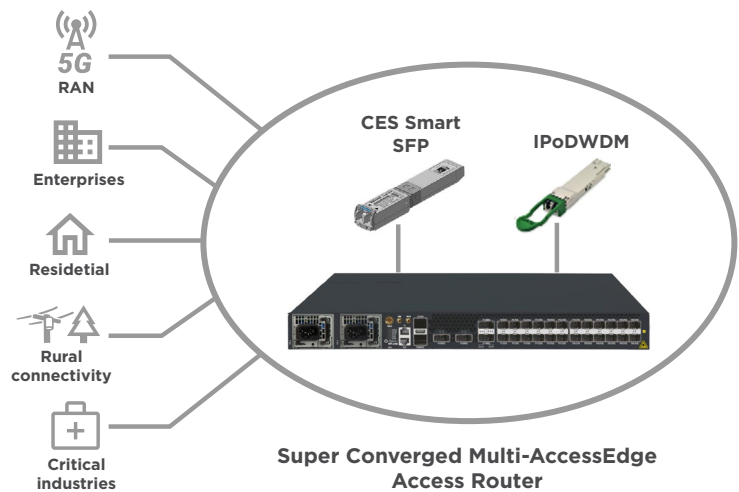 5G
RAN
Enterprises
Residetial
Rural
connectivity
Critical
industries
CES Smart
SFP
IPoDWDM
Super Converged Multi-AccessEdge
Access Router